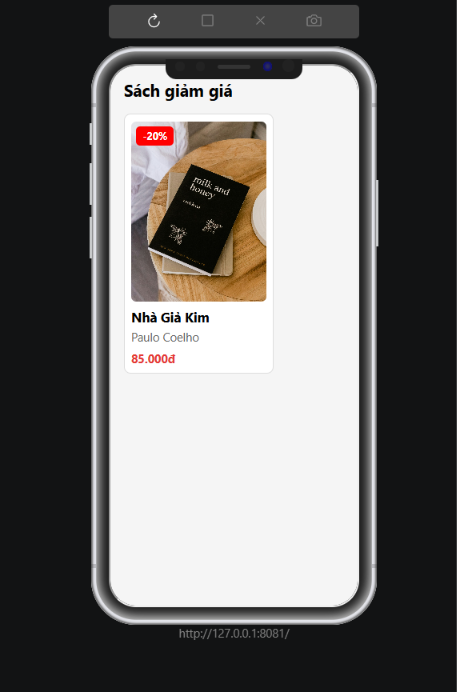 Sách giảm giá
-20%
milk and
honey
Nhà Giả Kim
Paulo Coelho
85.000đ
http://127.0.0.1:8081/